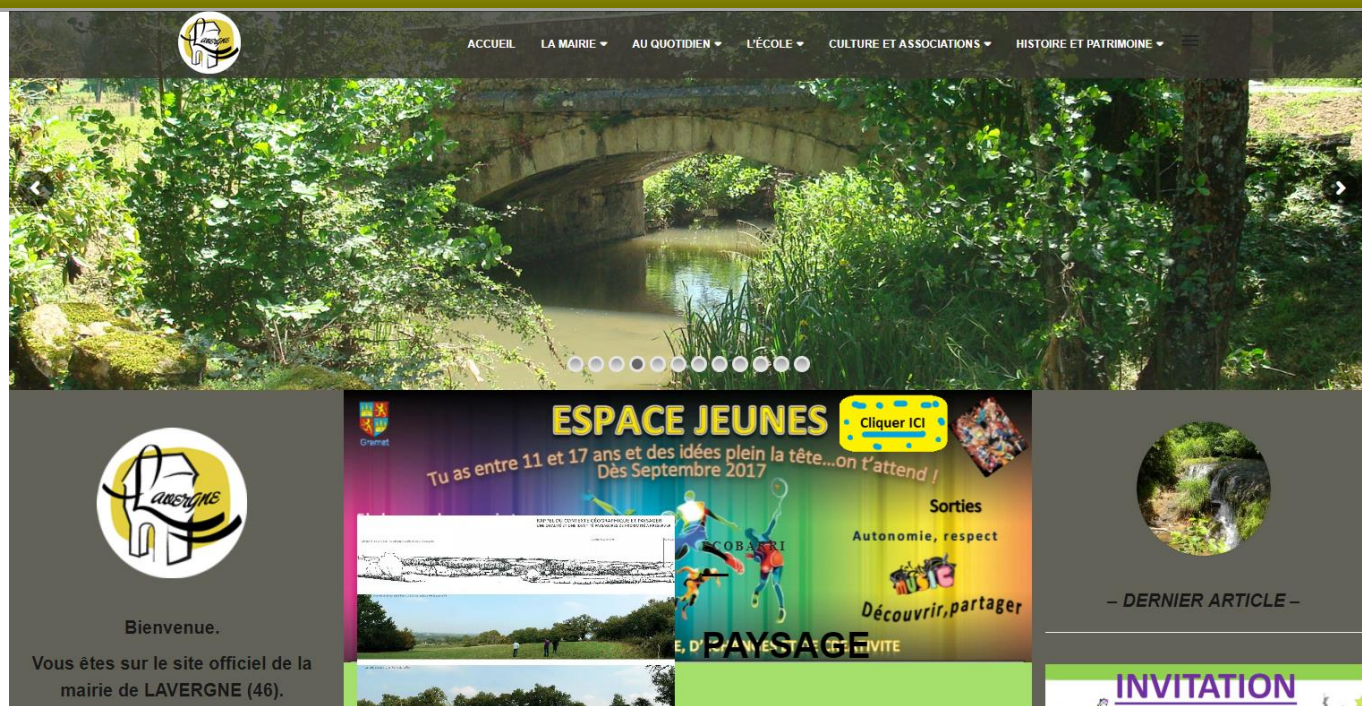 Lavergne
ACCUEIL
LA MAIRIE
AU QUOTIDIEN
L'ÉCOLE
CULTURE ET ASSOCIATIONS
HISTOIRE ET PATRIMOINE
Lavergne
Bienvenue.
Vous êtes sur le site officiel de la
mairie de LAVERGNE (46).
Gramat
ESPACE JEUNES
Cliquer ICI
Tu as entre 11 et 17 ans et des idées plein la tête...on t'attend !
Dès Septembre 2017
Sorties
Autonomie, respect
MUSIC
Découvrir,partager
COBARRI
PAYSAGE
– DERNIER ARTICLE –
INVITATION